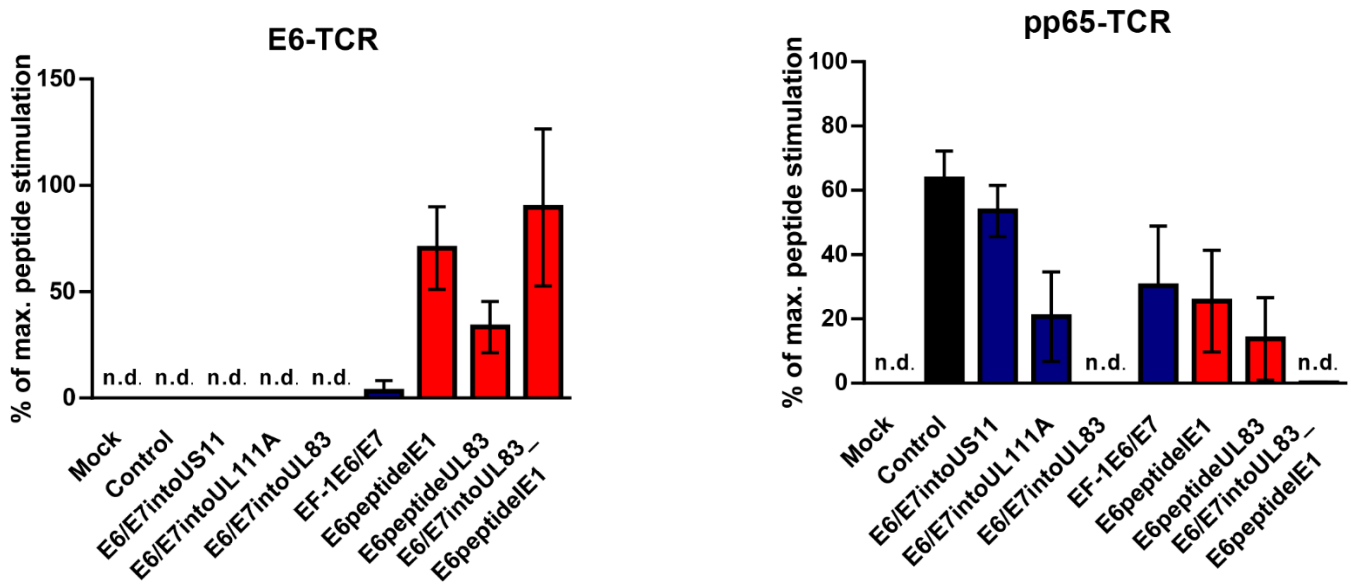 E6-TCR
% of max. peptide stimulation
150
100
50
0
n.d. n.d. n.d. n.d. n.d.
Mock
Control
E6/E7intoUS11
E6/E7intoUL111A
E6/E7intoUL83
EF-1E6/E7
E6peptideIE1
E6peptideUL83
E6/E7intoUL83_
E6peptideIE1
pp65-TCR
% of max. peptide stimulation
100
80
60
40
20
0
n.d. n.d. n.d.
Mock
Control
E6/E7intoUS11
E6/E7intoUL111A
E6/E7intoUL83
EF-1E6/E7
E6peptideIE1
E6peptideUL83
E6/E7intoUL83_
E6peptideIE1